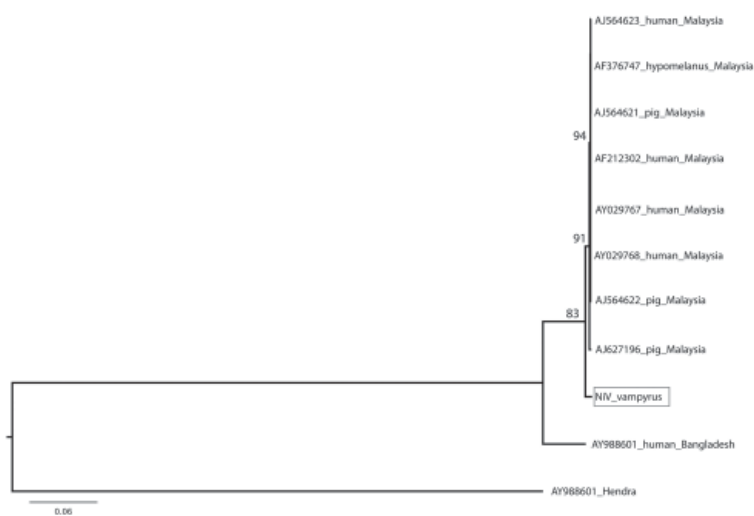 AJ564623_human_Malaysia
AF376747_hypomelanus_Malaysia
AJ564621_pig_Malaysia
94
AF212302_human_Malaysia
AY029767_human_Malaysia
91
AY029768_human_Malaysia
AJ564622_pig_Malaysia
83
AJ627196_pig_Malaysia
NIV_vampyrus
AY988601_human_Bangladesh
AY988601_Hendra
0.06